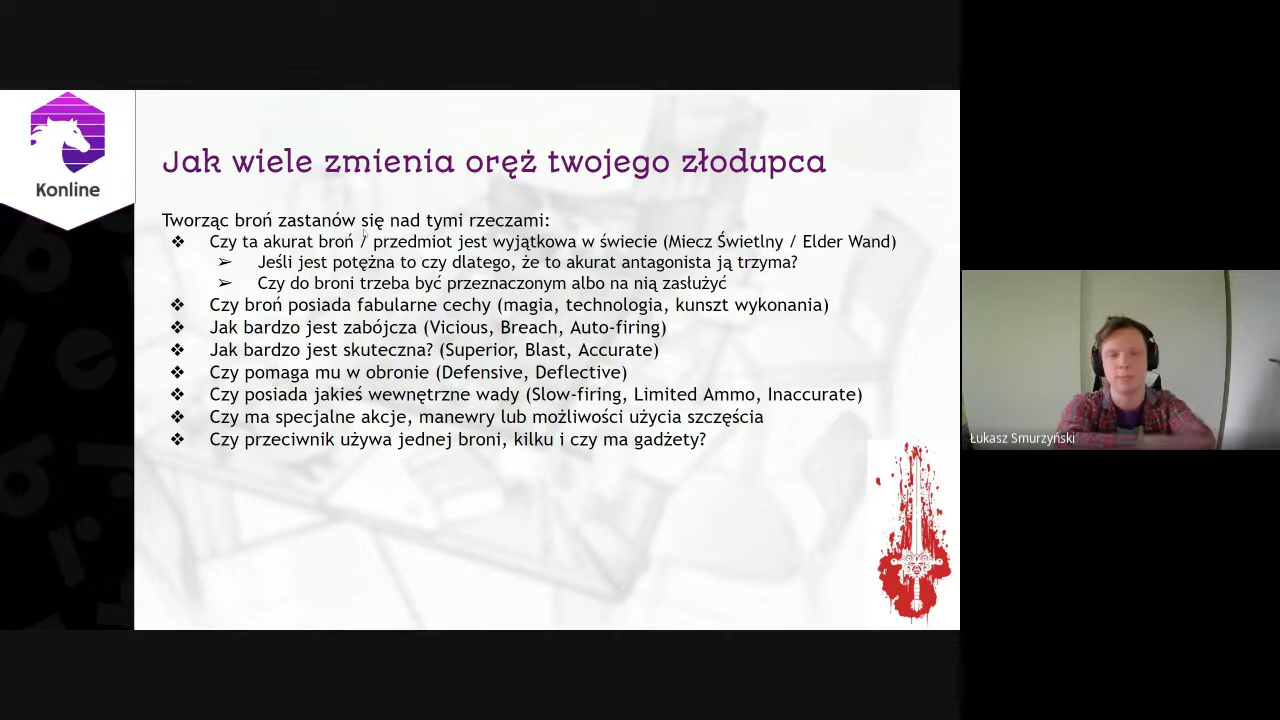 Konline
Jak wiele zmienia oręż twojego złodupca
Tworząc broń zastanów się nad tymi rzeczami:
❖ Czy ta akurat broń / przedmiot jest wyjątkowa w świecie (Miecz Świetlny / Elder Wand)
➢ Jeśli jest potężna to czy dlatego, że to akurat antagonista ją trzyma?
➢ Czy do broni trzeba być przeznaczonym albo na nią zasłużyć
❖ Czy broń posiada fabularne cechy (magia, technologia, kunszt wykonania)
❖ Jak bardzo jest zabójcza (Vicious, Breach, Auto-firing)
❖ Jak bardzo jest skuteczna? (Superior, Blast, Accurate)
❖ Czy pomaga mu w obronie (Defensive, Deflective)
❖ Czy posiada jakieś wewnętrzne wady (Slow-firing, Limited Ammo, Inaccurate)
❖ Czy ma specjalne akcje, manewry lub możliwości użycia szczęścia
❖ Czy przeciwnik używa jednej broni, kilku i czy ma gadżety?
Łukasz Smurzyński